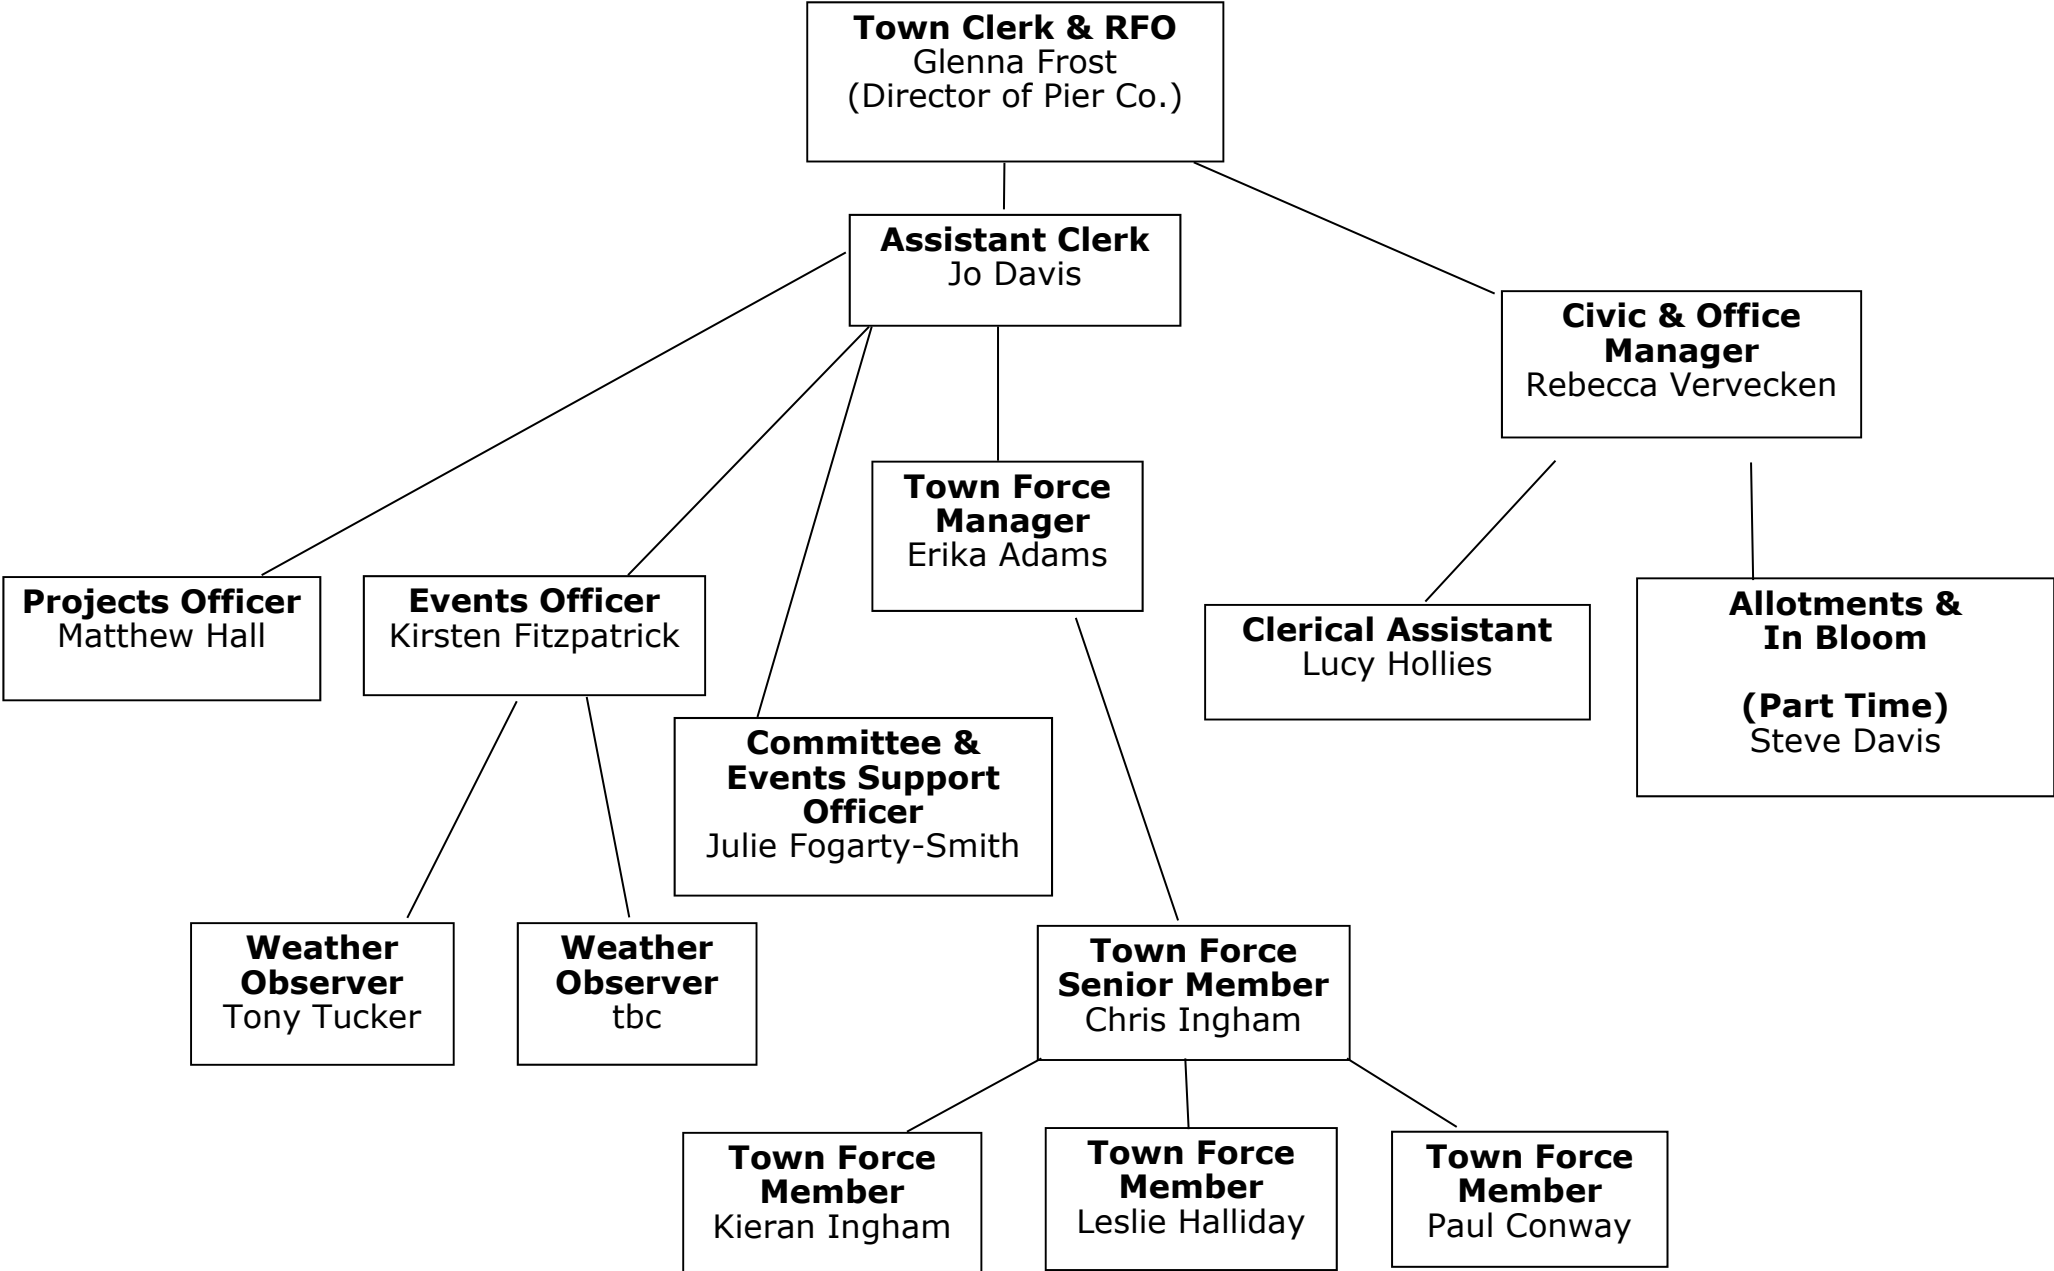 Town Clerk & RFO
Glenna Frost
(Director of Pier Co.)
Assistant Clerk
Jo Davis
Civic & Office
Manager
Rebecca Vervecken
Town Force
Manager
Erika Adams
Projects Officer
Matthew Hall
Events Officer
Kirsten Fitzpatrick
Clerical Assistant
Lucy Hollies
Allotments &
In Bloom
(Part Time)
Steve Davis
Committee &
Events Support
Officer
Julie Fogarty-Smith
Weather
Observer
Tony Tucker
Weather
Observer
tbc
Town Force
Senior Member
Chris Ingham
Town Force
Member
Kieran Ingham
Town Force
Member
Leslie Halliday
Town Force
Member
Paul Conway